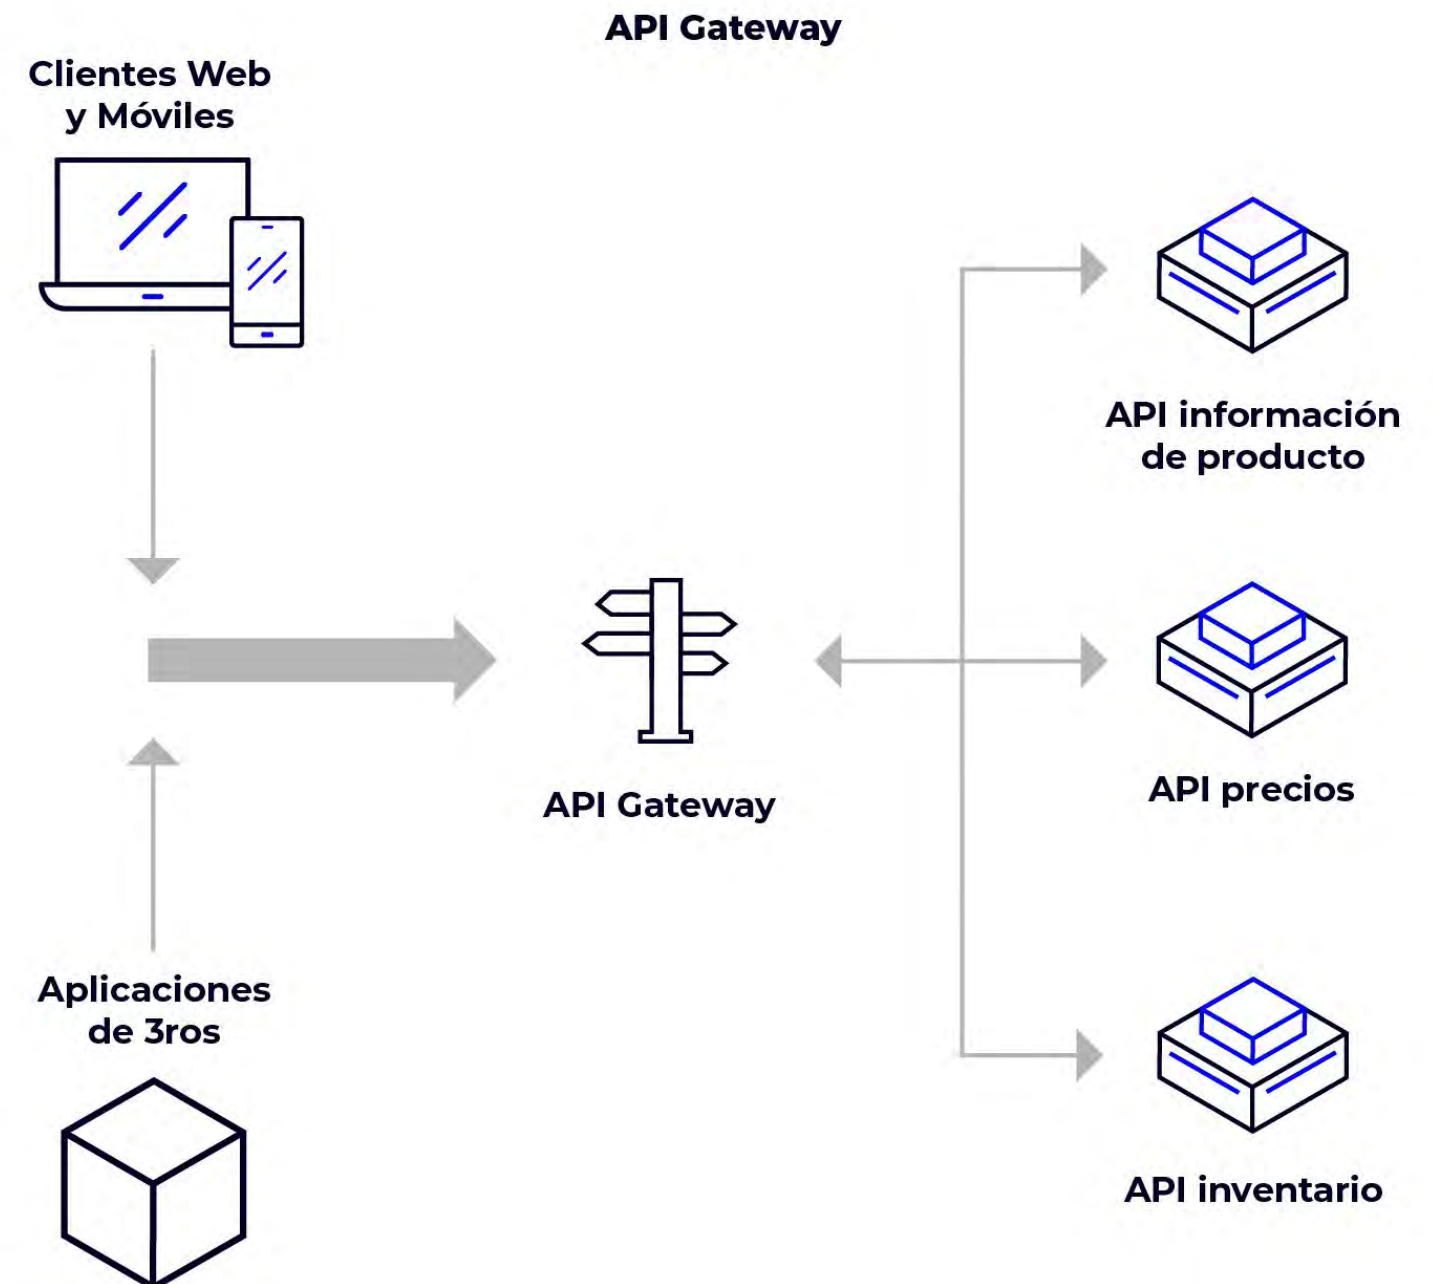 API Gateway
Clientes Web
y Móviles
API información
de producto
API Gateway
API precios
Aplicaciones
de 3ros
API inventario